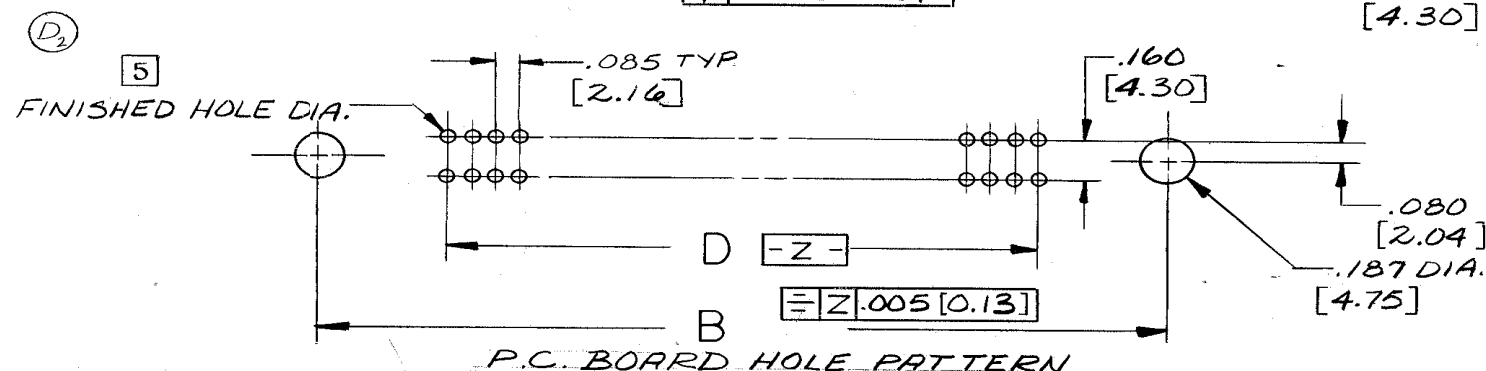 [4.30]
D2
5
FINISHED HOLE DIA.
.085 TYP.
[2.16]
.160
[4.30]
.080
[2.04]
.187 DIA.
[4.75]
D -Z-
Z .005 [0.13]
B
P.C. BOARD HOLE PATTERN